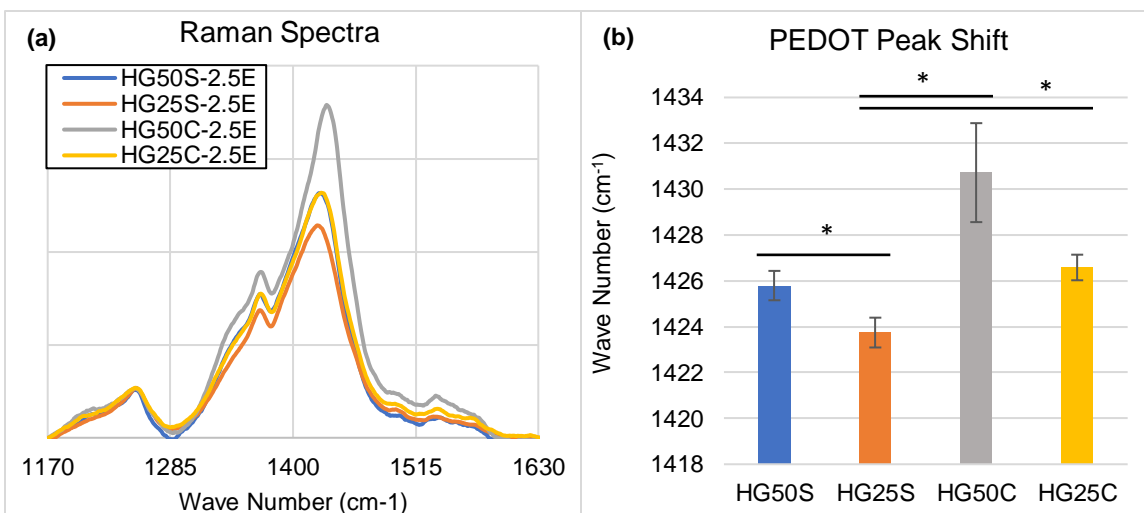 (a)
Raman Spectra
HG50S-2.5E
HG25S-2.5E
HG50C-2.5E
HG25C-2.5E
1170 1285 1400 1515 1630
Wave Number (cm-1)
(b)
PEDOT Peak Shift
Wave Number (cm⁻¹)
1434
1432
1430
1428
1426
1424
1422
1420
1418
*
*
*
HG50S HG25S HG50C HG25C